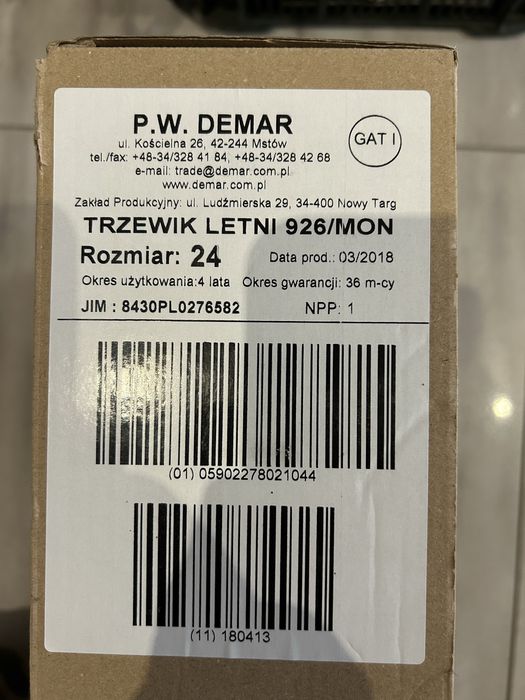 P.W. DEMAR
GAT I
ul. Kościelna 26, 42-244 Mstów
tel./fax: +48-34/328 41 84, +48-34/328 42 68
e-mail: trade@demar.com.pl
www.demar.com.pl
Zakład Produkcyjny: ul. Ludźmierska 29, 34-400 Nowy Targ
TRZEWIK LETNI 926/MON
Rozmiar: 24 Data prod.: 03/2018
Okres użytkowania:4 lata Okres gwarancji: 36 m-cy
JIM : 8430PL0276582 NPP: 1
(01) 05902278021044
(11) 180413